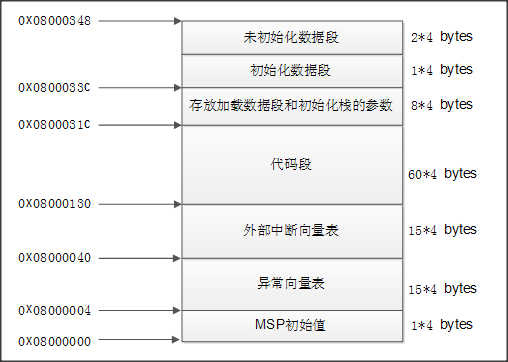 0X08000348
未初始化数据段
2*4 bytes
初始化数据段
1*4 bytes
0X0800033C
存放加载数据段和初始化栈的参数
8*4 bytes
0X0800031C
代码段
60*4 bytes
0X08000130
外部中断向量表
15*4 bytes
0X08000040
异常向量表
15*4 bytes
0X08000004
MSP初始值
1*4 bytes
0X08000000